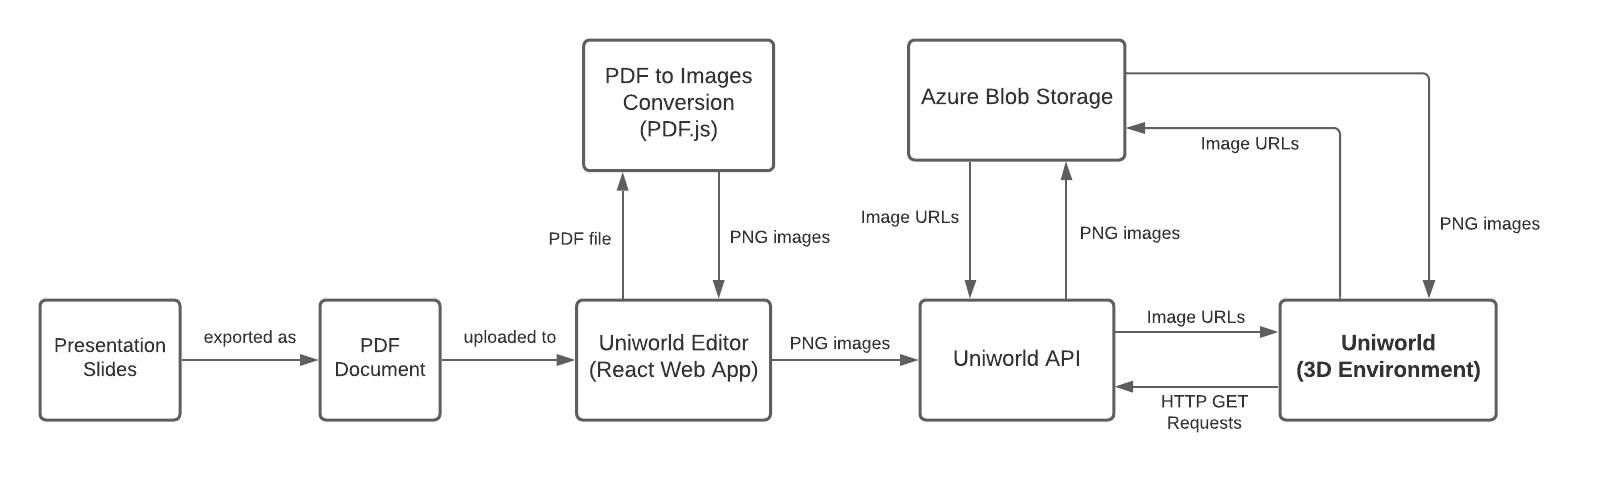 PDF to Images
Conversion
(PDF.js)
Azure Blob Storage
Image URLs
Image URLs
PNG images
PNG images
PDF file
PNG images
Presentation
Slides
exported as
PDF
Document
uploaded to
Uniworld Editor
(React Web App)
PNG images
Uniworld API
Image URLs
HTTP GET
Requests
Uniworld
(3D Environment)